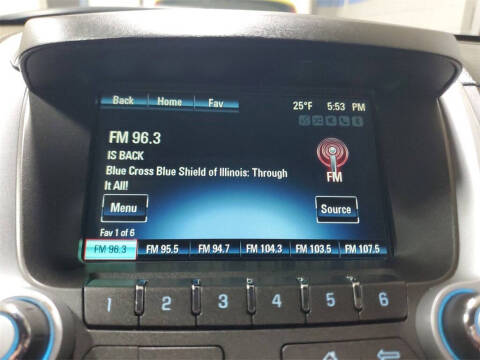 Back Home Fav 25°F 5:53 PM
FM 96.3
IS BACK
Blue Cross Blue Shield of Illinois: Through
It All!
FM
Menu Source
Fav 1 of 6
FM 96.3 FM 95.5 FM 94.7 FM 104.3 FM 103.5 FM 107.5
1 2 3 4 5 6